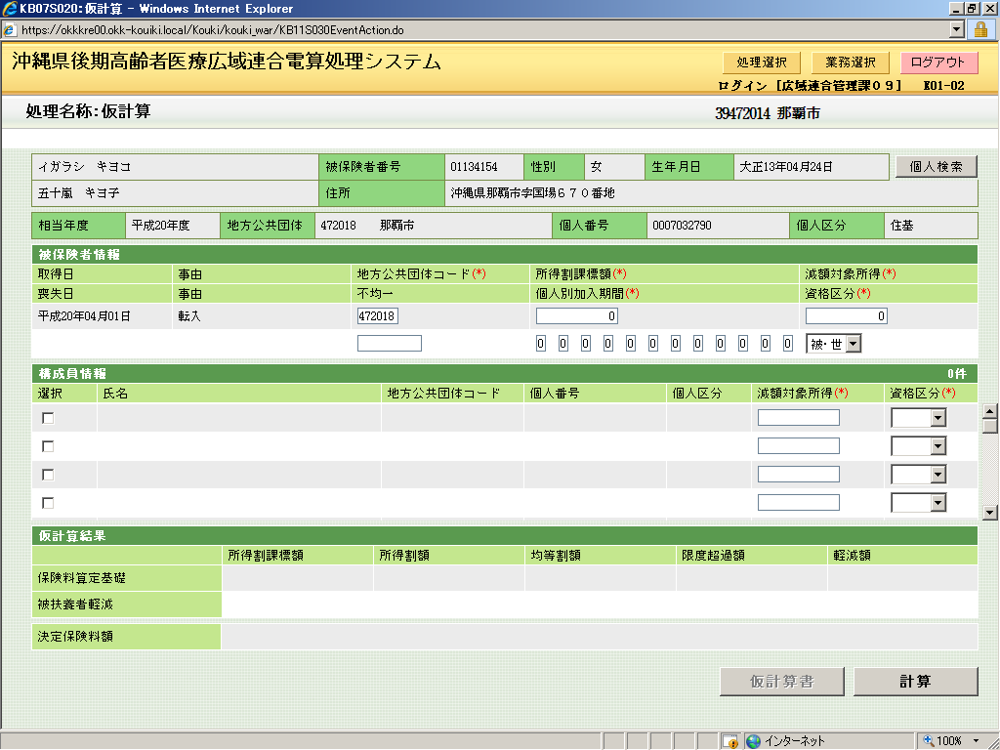 KB07S020:仮計算 - Windows Internet Explorer
https://okkkre00.okk-kouiki.local/Kouki/kouki_war/KB11S030EventAction.do
沖縄県後期高齢者医療広域連合電算処理システム 処理選択 業務選択 ログアウト
ログイン [広域連合管理課09] K01-02
処理名称:仮計算 39472014 那覇市
イガラシ キヨコ 被保険者番号 01134154 性別 女 生年月日 大正13年04月24日 個人検索
五十嵐 キヨ子 住所 沖縄県那覇市字国場670番地
相当年度 平成20年度 地方公共団体 472018 那覇市 個人番号 0007032790 個人区分 住基
被保険者情報
取得日 事由 地方公共団体コード(*) 所得割課標額(*) 減額対象所得(*)
喪失日 事由 不均一 個人別加入期間(*) 資格区分(*)
平成20年04月01日 転入 472018 0 0
0 0 0 0 0 0 0 0 0 0 0 0 被・世
構成員情報 0件
選択 氏名 地方公共団体コード 個人番号 個人区分 減額対象所得(*) 資格区分(*)
仮計算結果
所得割課標額 所得割額 均等割額 限度超過額 軽減額
保険料算定基礎
被扶養者軽減
決定保険料額
仮計算書 計算
インターネット 100%